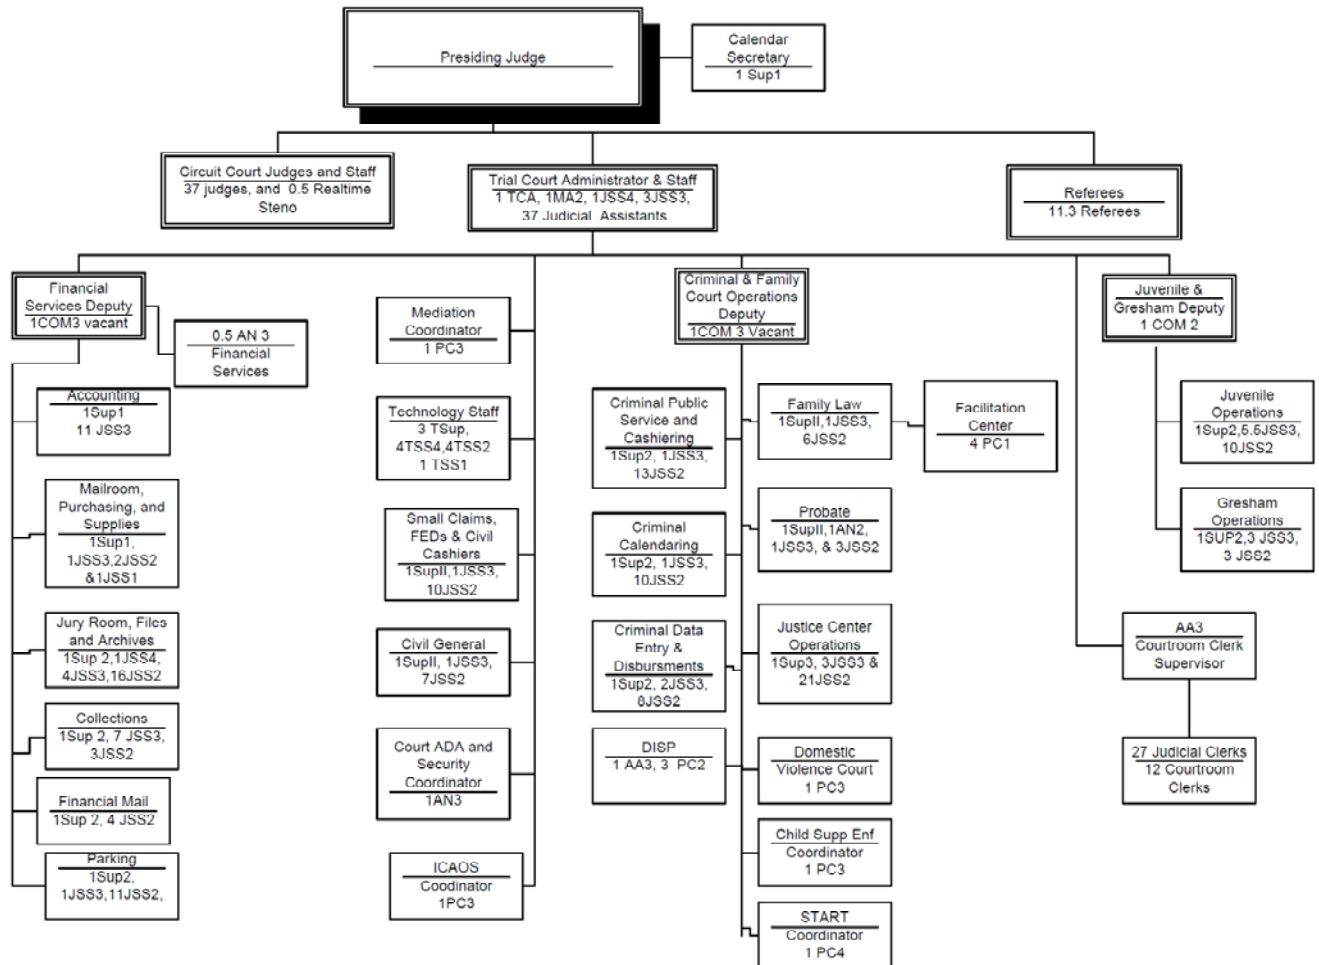 Presiding Judge
Calendar
Secretary
1 Sup1
Circuit Court Judges and Staff
37 judges, and 0.5 Realtime
Steno
Trial Court Administrator & Staff
1 TCA, 1MA2, 1JSS4, 3JSS3,
37 Judicial Assistants
Referees
11.3 Referees
Financial
Services Deputy
1COM3 vacant
0.5 AN 3
Financial
Services
Accounting
1Sup1
11 JSS3
Mailroom,
Purchasing, and
Supplies
1Sup1,
1JSS3,2JSS2
&1JSS1
Jury Room, Files
and Archives
1Sup 2,1JSS4,
4JSS3,16JSS2
Collections
1Sup 2, 7 JSS3,
3JSS2
Financial Mail
1Sup 2, 4 JSS2
Parking
1Sup2,
1JSS3,11JSS2,
Mediation
Coordinator
1 PC3
Technology Staff
3 TSup,
4TSS4,4TSS2
1 TSS1
Small Claims,
FEDs & Civil
Cashiers
1SupII,1JSS3,
10JSS2
Civil General
1SupII, 1JSS3,
7JSS2
Court ADA and
Security
Coordinator
1AN3
ICAOS
Coodinator
1PC3
Criminal & Family
Court Operations
Deputy
1COM 3 Vacant
Criminal Public
Service and
Cashiering
1Sup2, 1JSS3,
13JSS2
Criminal
Calendaring
1Sup2, 1JSS3,
10JSS2
Criminal Data
Entry &
Disbursments
1Sup2, 2JSS3,
8JSS2
DISP
1 AA3, 3 PC2
Family Law
1SupII,1JSS3,
6JSS2
Facilitation
Center
4 PC1
Probate
1SupII,1AN2,
1JSS3, & 3JSS2
Justice Center
Operations
1Sup3, 3JSS3 &
21JSS2
Domestic
Violence Court
1 PC3
Child Supp Enf
Coordinator
1 PC3
START
Coordinator
1 PC4
Juvenile &
Gresham Deputy
1 COM 2
Juvenile
Operations
1Sup2,5.5JSS3,
10JSS2
Gresham
Operations
1SUP2,3 JSS3,
3 JSS2
AA3
Courtroom Clerk
Supervisor
27 Judicial Clerks
12 Courtroom
Clerks